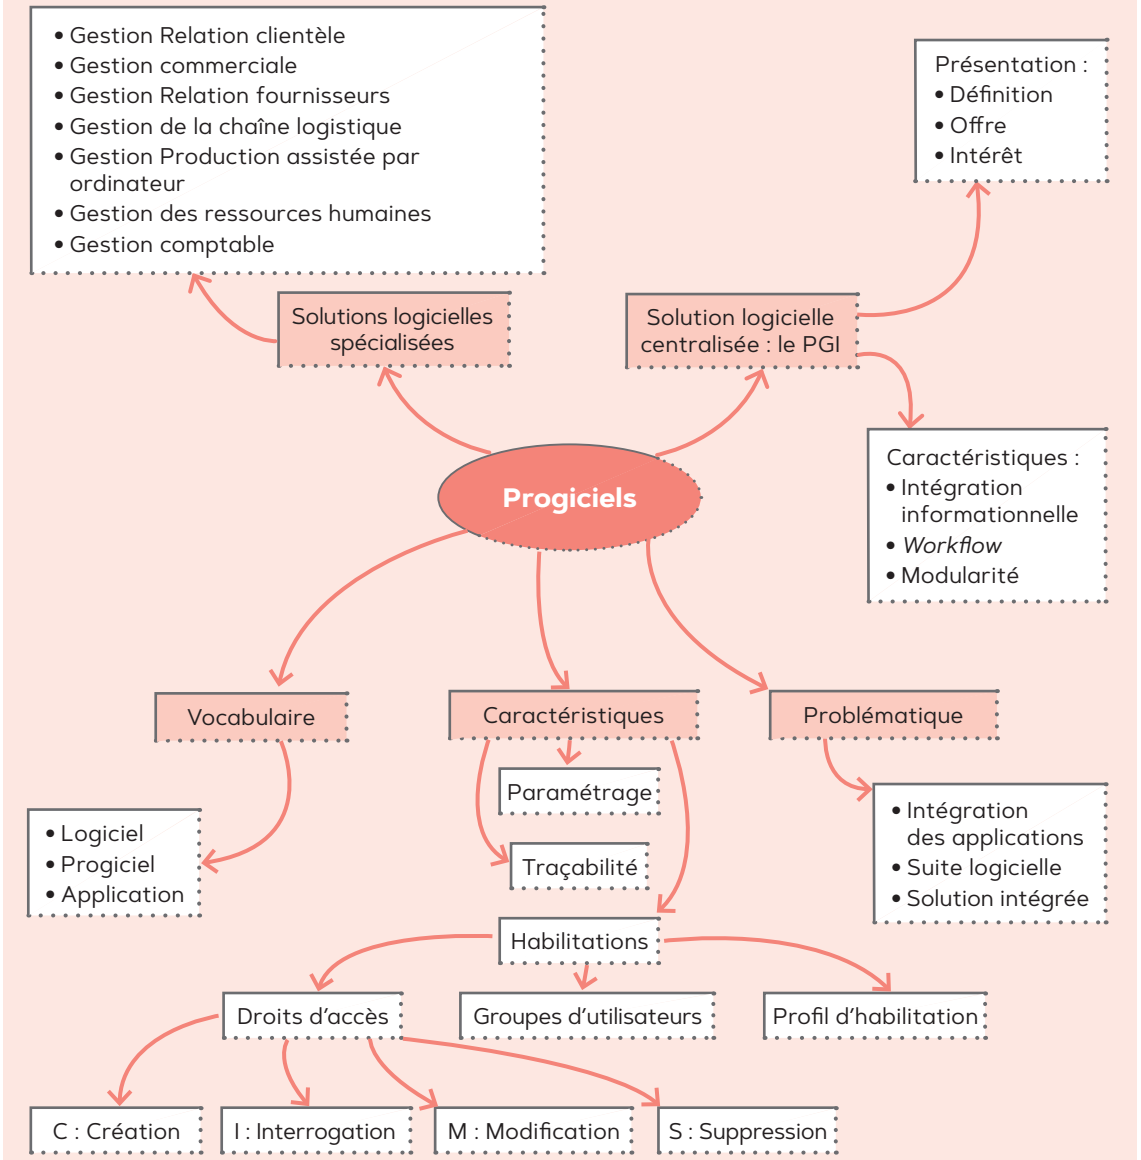 • Gestion Relation clientèle
• Gestion commerciale
• Gestion Relation fournisseurs
• Gestion de la chaîne logistique
• Gestion Production assistée par
ordinateur
• Gestion des ressources humaines
• Gestion comptable
Présentation :
• Définition
• Offre
• Intérêt
Solutions logicielles
spécialisées
Solution logicielle
centralisée : le PGI
Caractéristiques :
• Intégration
informationnelle
• Workflow
• Modularité
Progiciels
Vocabulaire
Caractéristiques
Problématique
• Logiciel
• Progiciel
• Application
Paramétrage
Traçabilité
Habilitations
• Intégration
des applications
• Suite logicielle
• Solution intégrée
Droits d’accès
Groupes d’utilisateurs
Profil d’habilitation
C : Création
I : Interrogation
M : Modification
S : Suppression